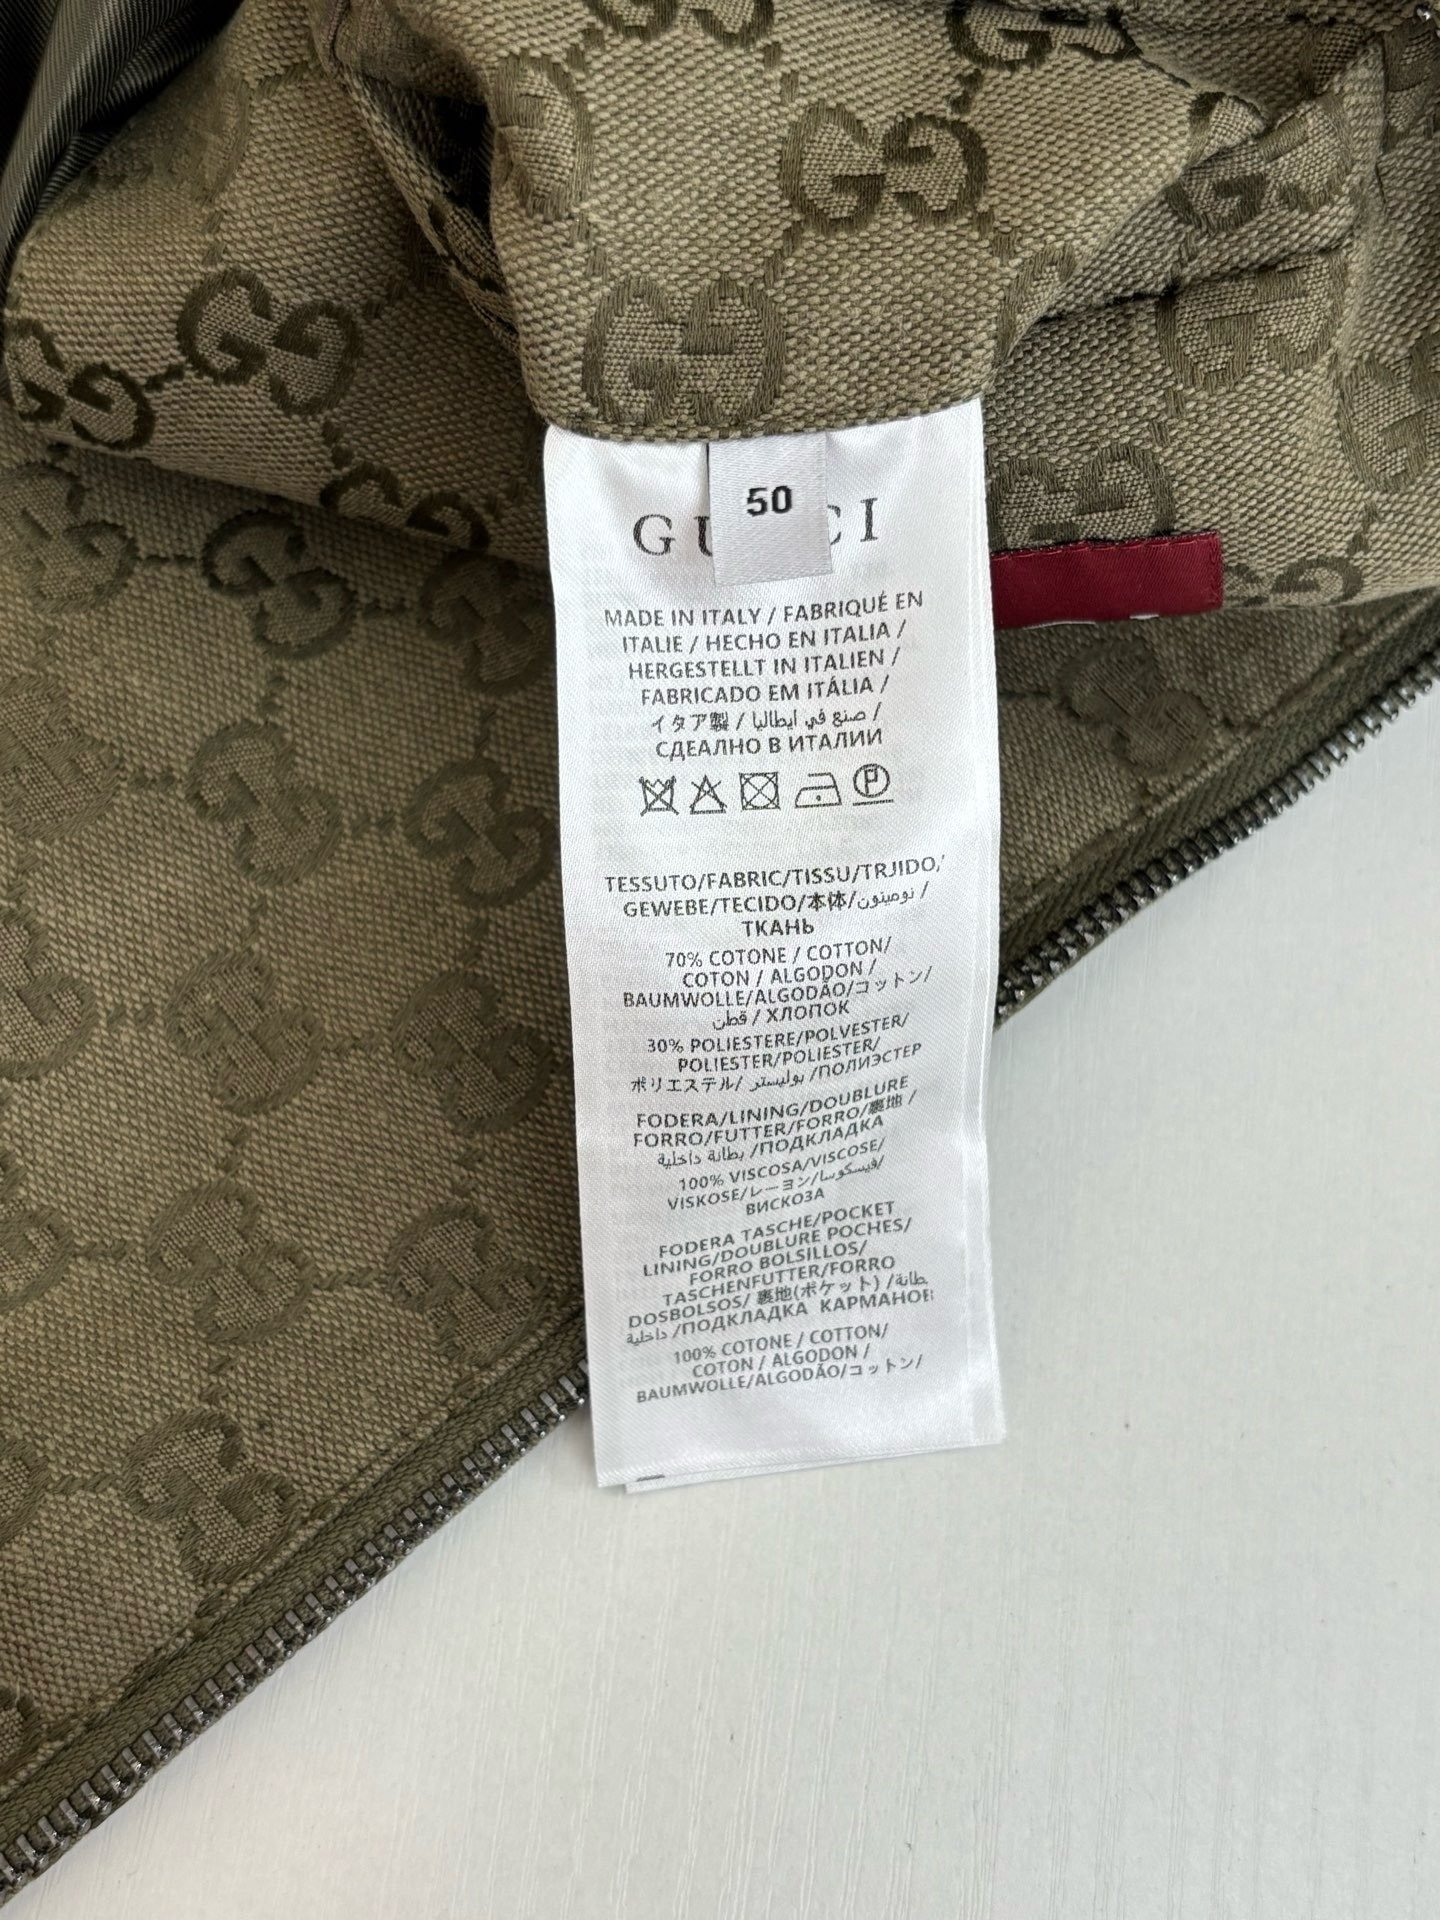 50
GUCCI
MADE IN ITALY / FABRIQUÉ EN
ITALIE / HECHO EN ITALIA /
HERGESTELLT IN ITALIEN /
FABRICADO EM ITÁLIA /
イタア製 / صنع في ايطاليا /
СДЕАЛНО В ИТАЛИИ
P
TESSUTO/FABRIC/TISSU/TRJIDO,
GEWEBE/TECIDO/本体/نومينون /
ТКАНЬ
70% COTONE / COTTON/
COTON / ALGODON /
BAUMWOLLE/ALGODÃO/コットン/
قطن / ХЛОПОК
30% POLIESTERE/POLVESTER/
POLIESTER/POLIESTER/
ポリエステル/ بوليستر /ПОЛИЭСТЕР
FODERA/LINING/DOUBLURE
FORRO/FUTTER/FORRO/裏地 /
بطانة داخلية /ПОДКЛАДКА
100% VISCOSA/VISCOSE/
VISKOSE/レーヨン/فيسكوسا/
ВИСКОЗА
FODERA TASCHE/POCKET
LINING/DOUBLURE POCHES/
FORRO BOLSILLOS/
TASCHENFUTTER/FORRO
DOSBOLSOS/ 裏地(ポケット) /بطانة
داخلية /ПОДКЛАДКА КАРМАНОВ
100% COTONE / COTTON/
COTON / ALGODON /
BAUMWOLLE/ALGODÃO/コットン/